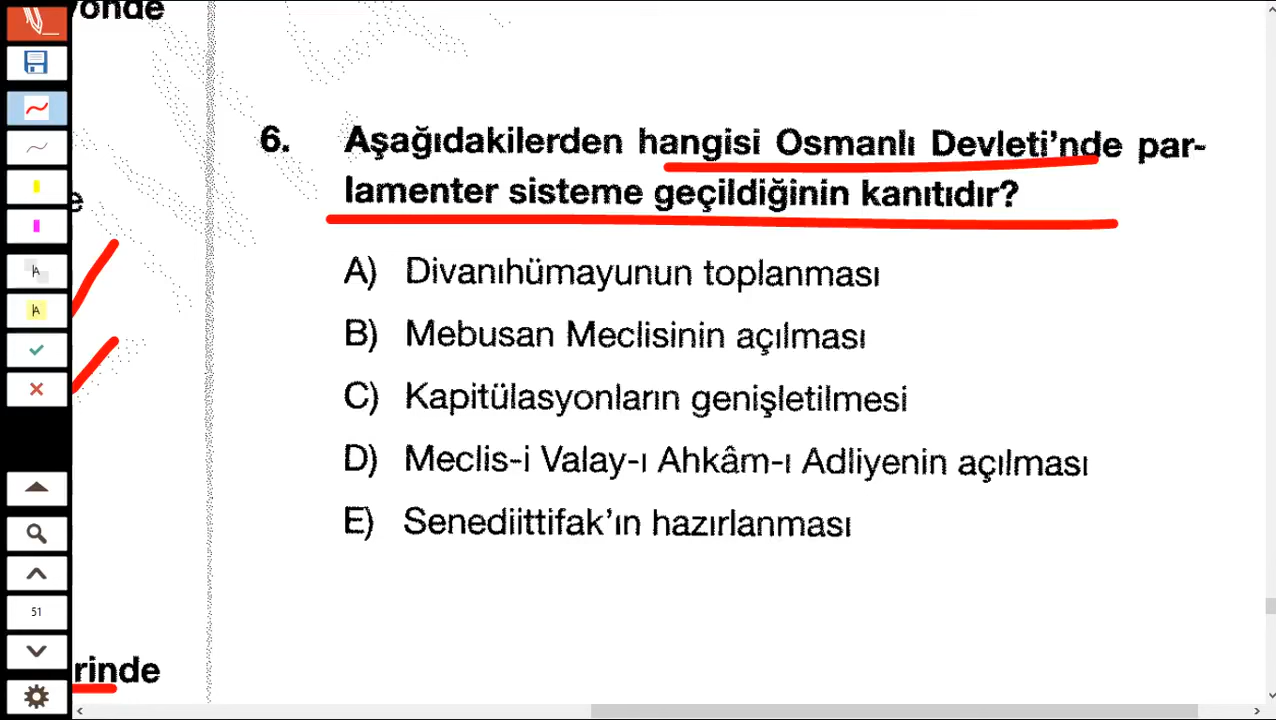 yönde
6. Aşağıdakilerden hangisi Osmanlı Devleti'nde par-
lamenter sisteme geçildiğinin kanıtıdır?
A) Divanıhümayunun toplanması
B) Mebusan Meclisinin açılması
C) Kapitülasyonların genişletilmesi
D) Meclis-i Valay-ı Ahkâm-ı Adliyenin açılması
E) Senediittifak'ın hazırlanması
51
rinde